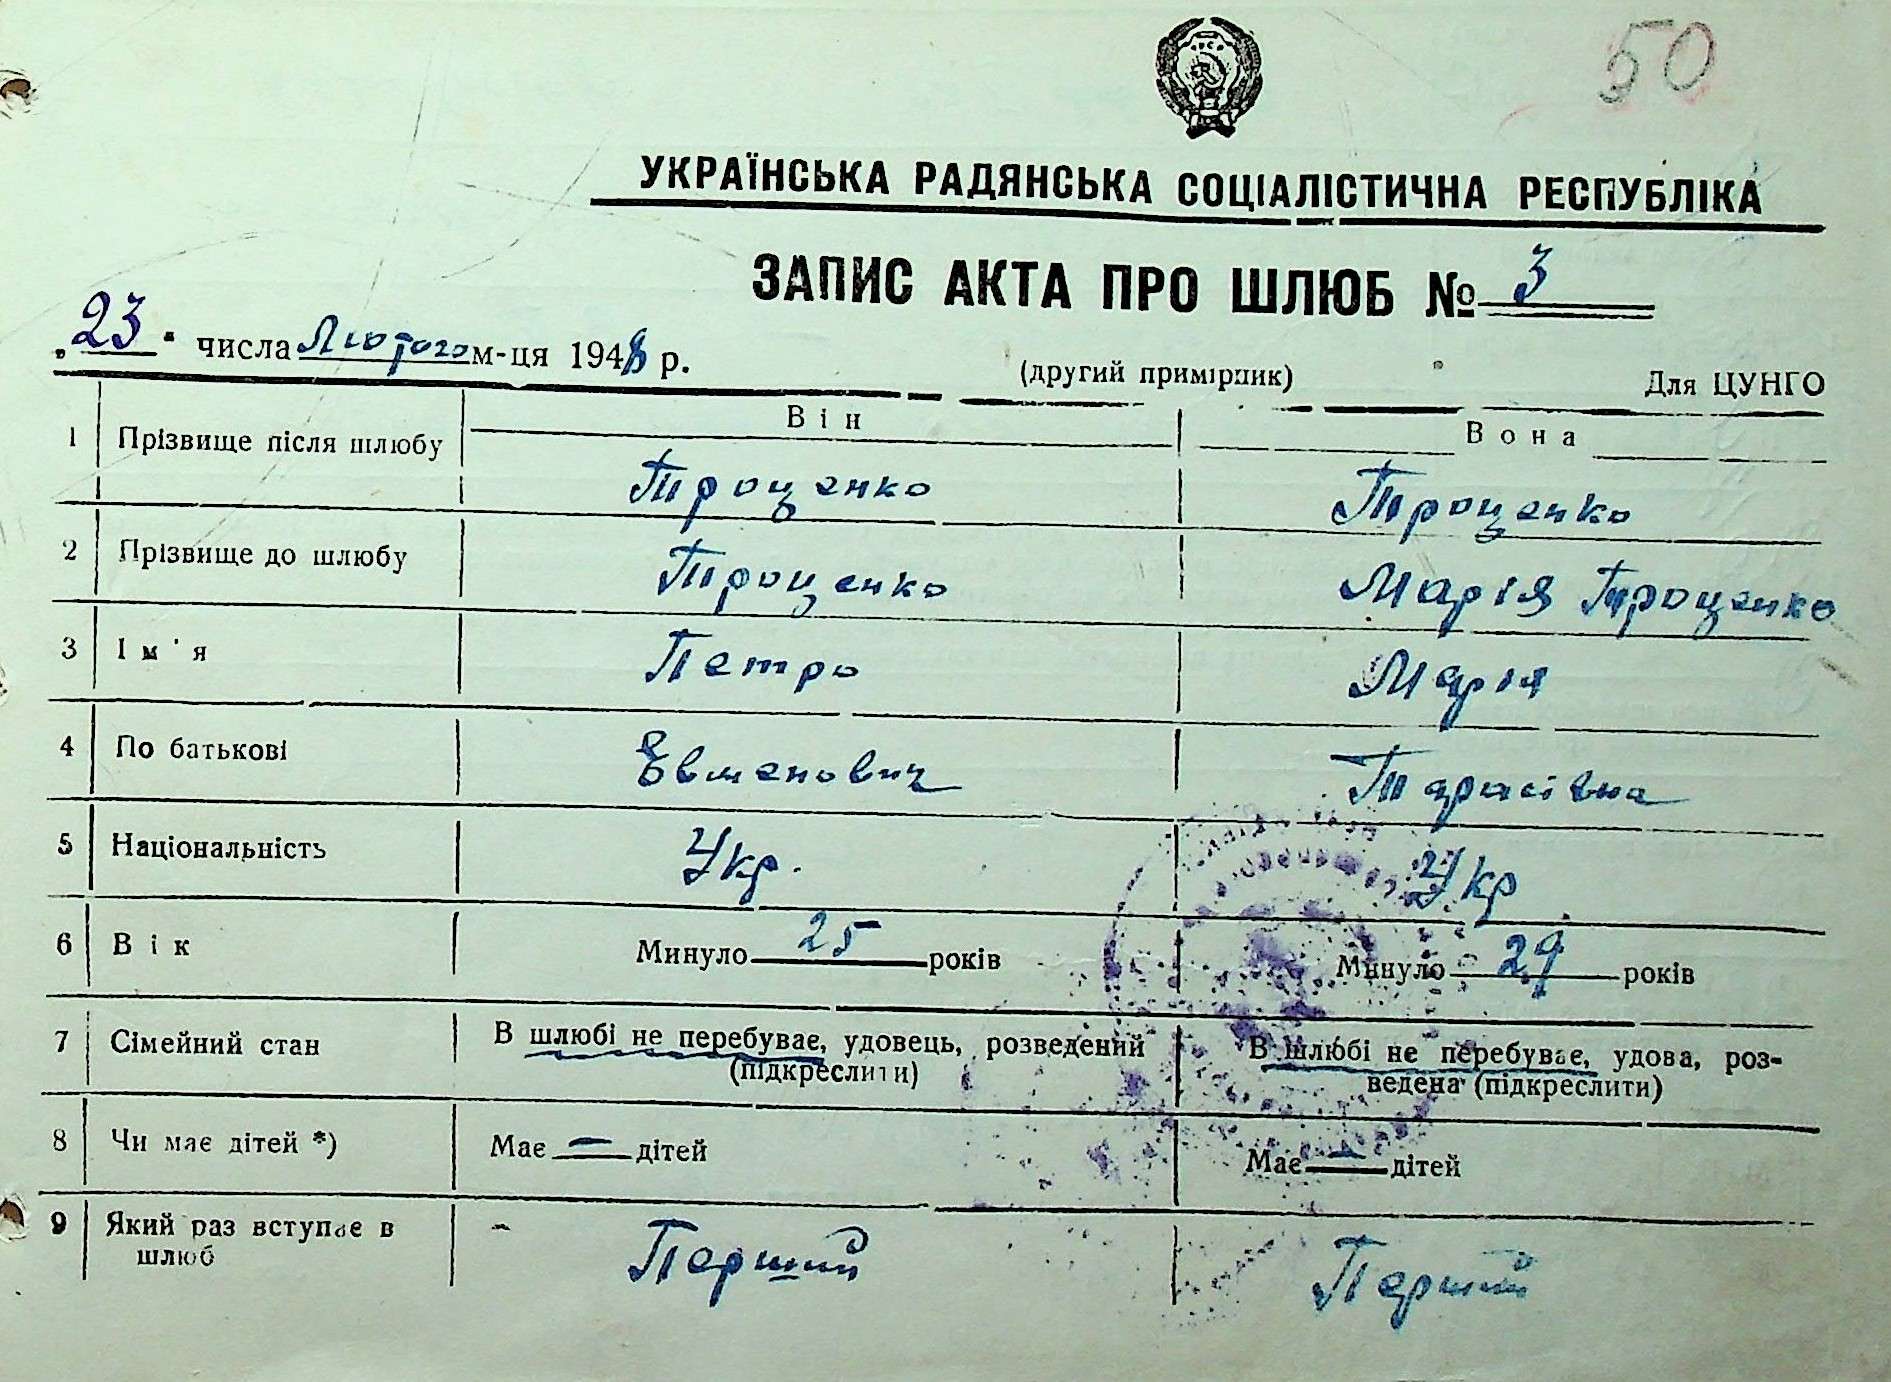 50
УКРАЇНСЬКА РАДЯНСЬКА СОЦІАЛІСТИЧНА РЕСПУБЛІКА
ЗАПИС АКТА ПРО ШЛЮБ № 3
„23" числа Лютого м-ця 1948 р.
(другий примірник) Для ЦУНГО
Він Вона
1 Прізвище після шлюбу Троценко Троценко
2 Прізвище до шлюбу Троценко Марія Троценко
3 Ім'я Петро Марія
4 По батькові Евменович Тарасівна
5 Національність Укр. Укр
6 Вік Минуло 25 років Минуло 29 років
7 Сімейний стан В шлюбі не перебуває, удовець, розведений (підкреслити) В шлюбі не перебуває, удова, роз-
ведена (підкреслити)
8 Чи має дітей *) Має — дітей Має — дітей
9 Який раз вступає в шлюб Перший Перший